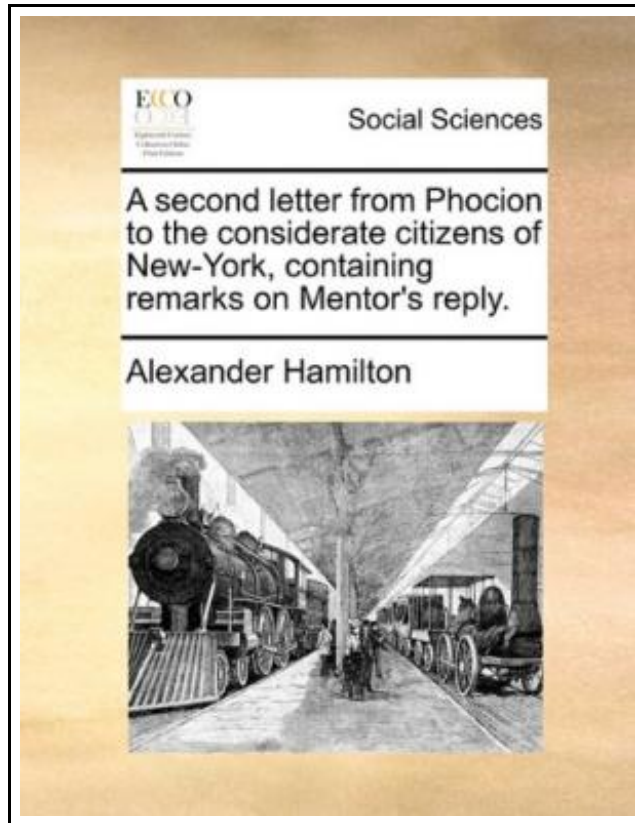 ECCO
Social Sciences
A second letter from Phocion
to the considerate citizens of
New-York, containing
remarks on Mentor's reply.
Alexander Hamilton